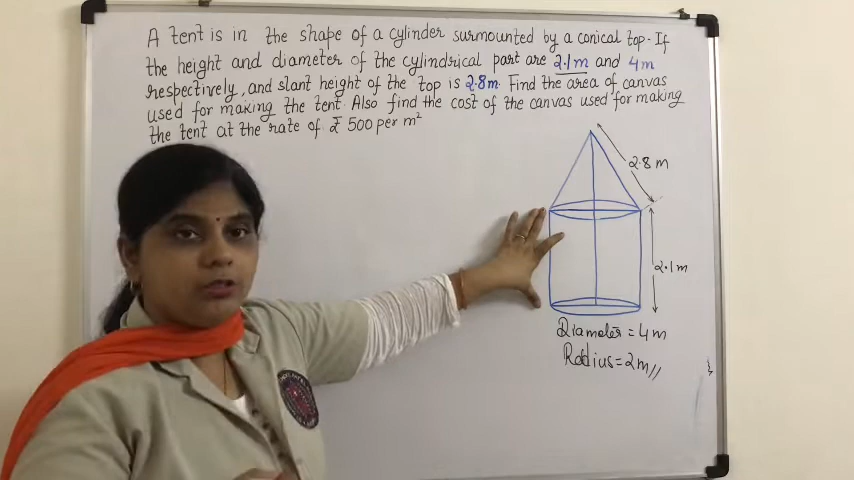 A tent is in the shape of a cylinder surmounted by a conical top. If
the height and diameter of the cylindrical part are 2.1m and 4m
respectively, and slant height of the top is 2.8m. Find the area of canvas
used for making the tent. Also find the cost of the canvas used for making
the tent at the rate of ₹ 500 per m²
2.8 m
2.1 m
Diameter = 4m
Radius = 2m//